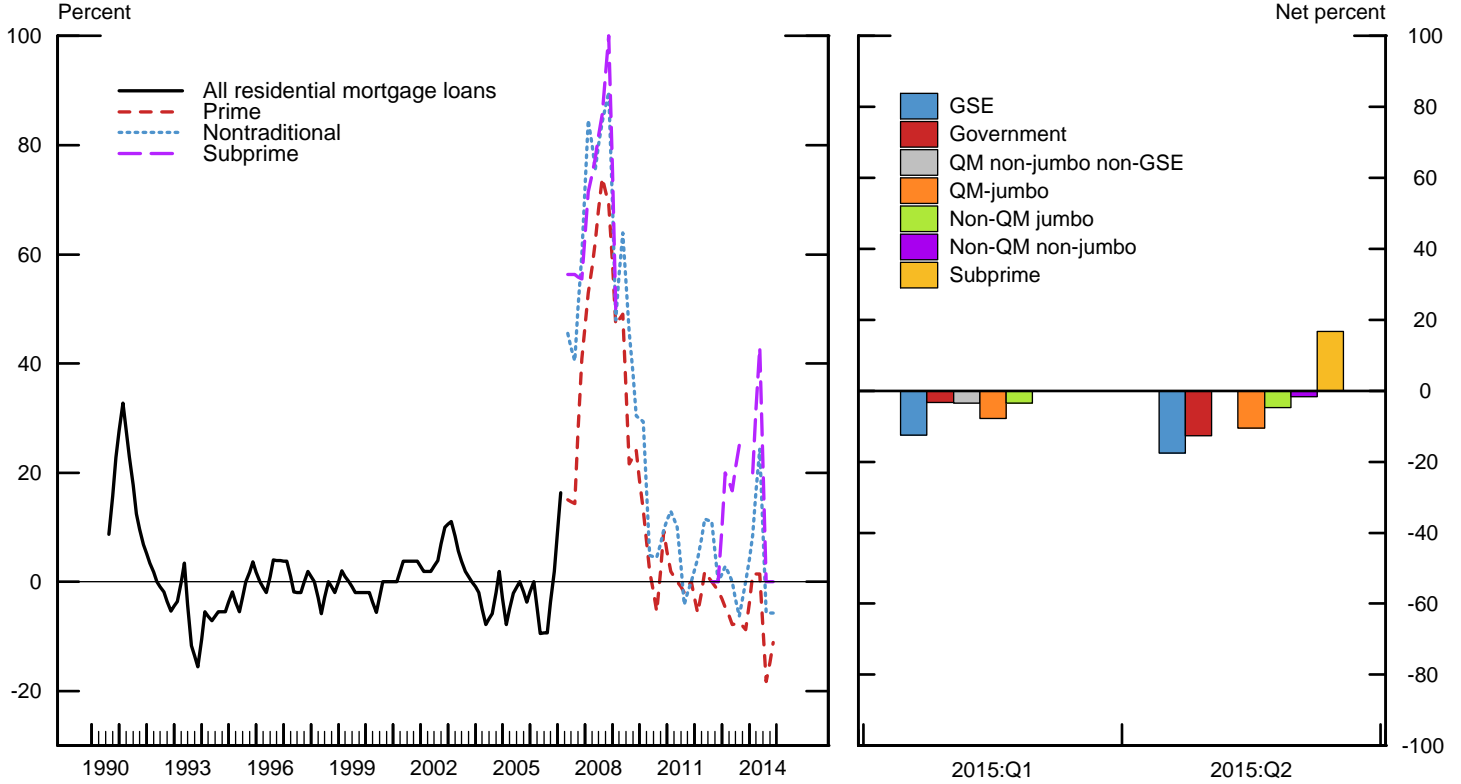 Percent
100
80
60
40
20
0
-20
All residential mortgage loans
Prime
Nontraditional
Subprime
1990 1993 1996 1999 2002 2005 2008 2011 2014
Net percent
GSE
Government
QM non-jumbo non-GSE
QM-jumbo
Non-QM jumbo
Non-QM non-jumbo
Subprime
100
80
60
40
20
0
-20
-40
-60
-80
-100
2015:Q1 2015:Q2